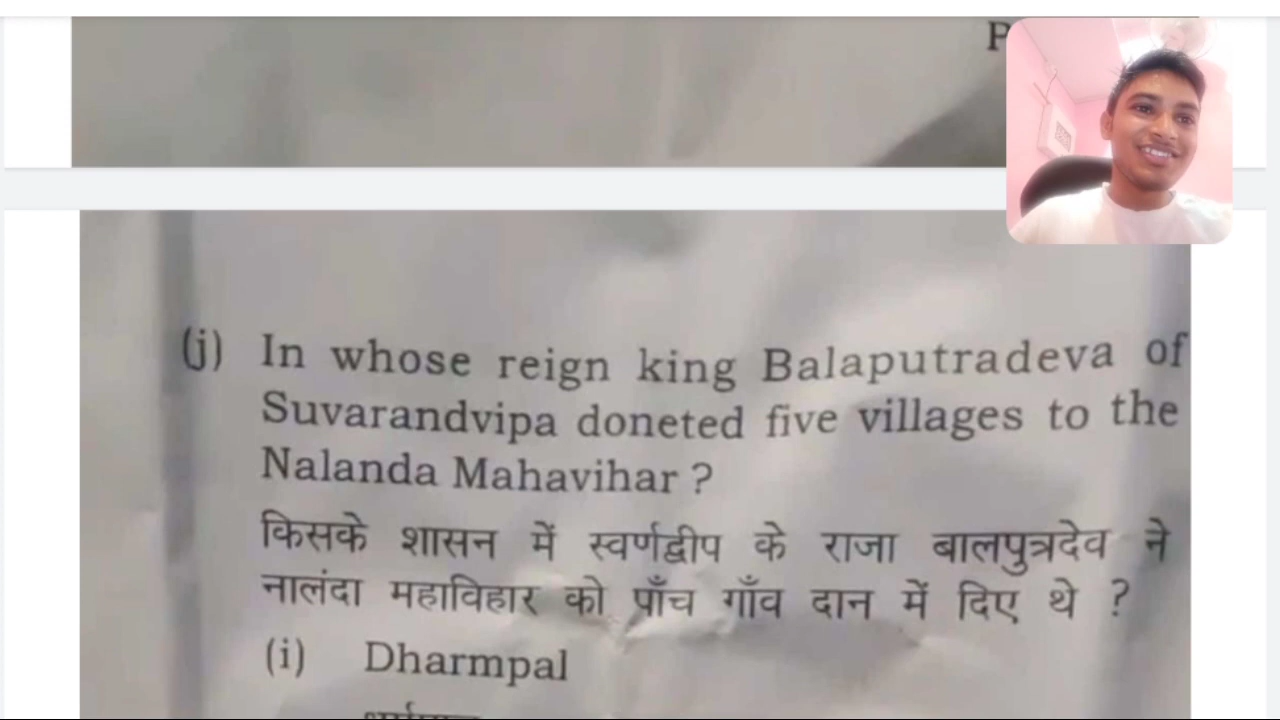 P
(j) In whose reign king Balaputradeva of
Suvarandvipa doneted five villages to the
Nalanda Mahavihar ?
किसके शासन में स्वर्णद्वीप के राजा बालपुत्रदेव ने
नालंदा महाविहार को पाँच गाँव दान में दिए थे ?
(i) Dharmpal